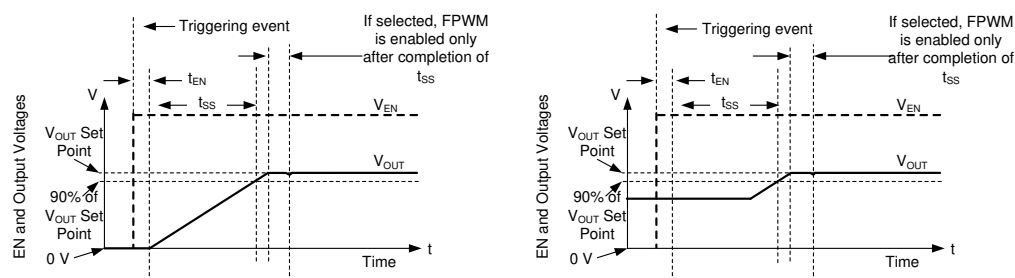 Triggering event
If selected, FPWM
is enabled only
after completion of
tSS
tEN
tSS
V
VEN
VOUT Set
Point
VOUT
90% of
VOUT Set
Point
0 V
t
Time
EN and Output Voltages
Triggering event
If selected, FPWM
is enabled only
after completion of
tSS
tEN
tSS
V
VEN
VOUT Set
Point
VOUT
90% of
VOUT Set
Point
0 V
t
Time
EN and Output Voltages